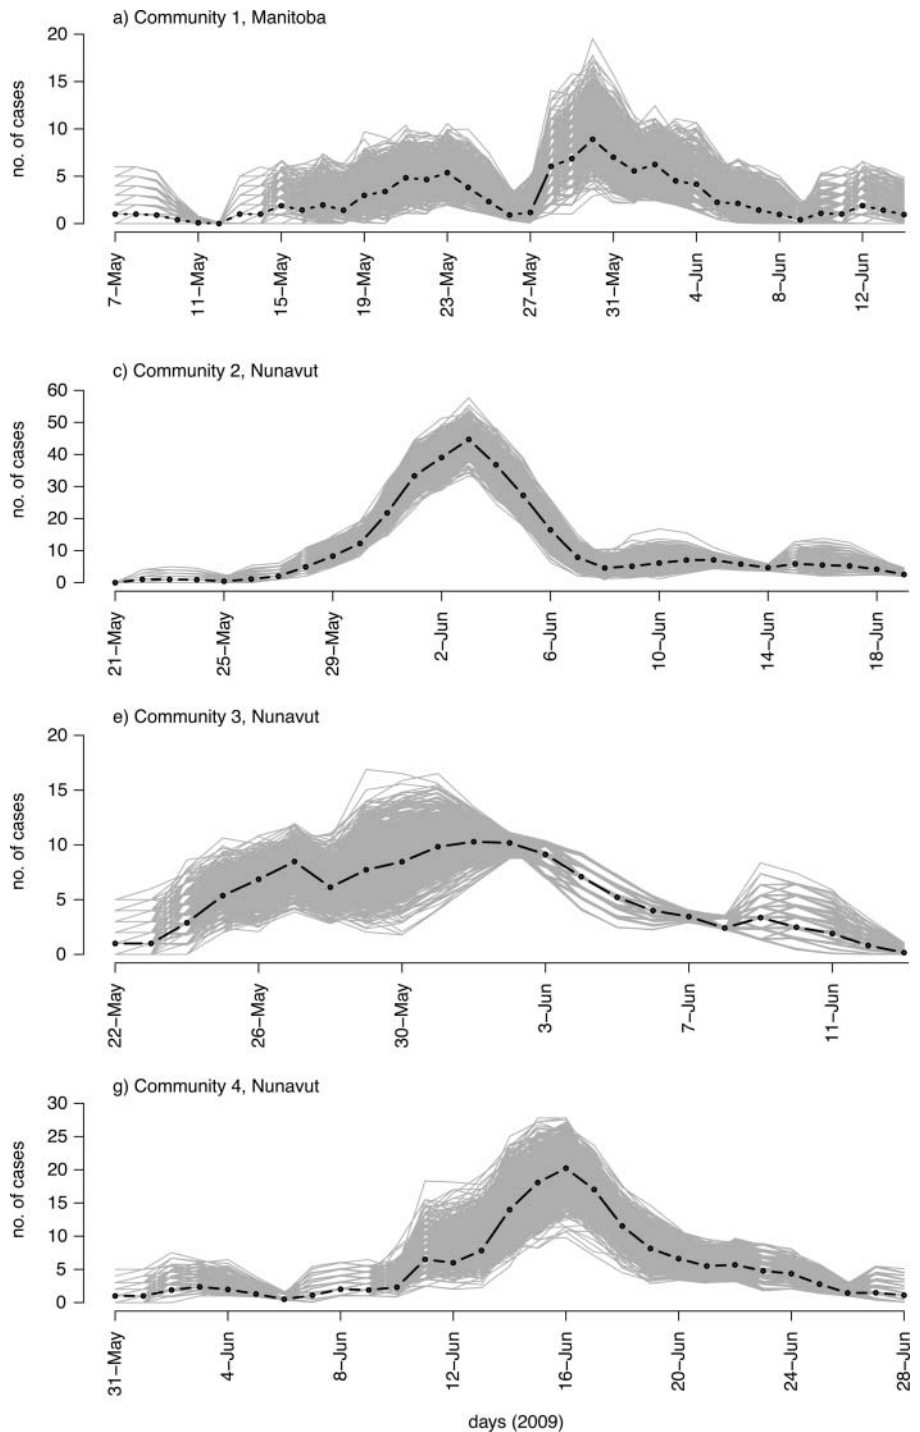 a) Community 1, Manitoba
no. of cases
20
15
10
5
0
7–May
11–May
15–May
19–May
23–May
27–May
31–May
4–Jun
8–Jun
12–Jun
c) Community 2, Nunavut
no. of cases
60
50
40
30
20
10
0
21–May
25–May
29–May
2–Jun
6–Jun
10–Jun
14–Jun
18–Jun
e) Community 3, Nunavut
no. of cases
20
15
10
5
0
22–May
26–May
30–May
3–Jun
7–Jun
11–Jun
g) Community 4, Nunavut
no. of cases
30
25
20
15
10
5
0
31–May
4–Jun
8–Jun
12–Jun
16–Jun
20–Jun
24–Jun
28–Jun
days (2009)